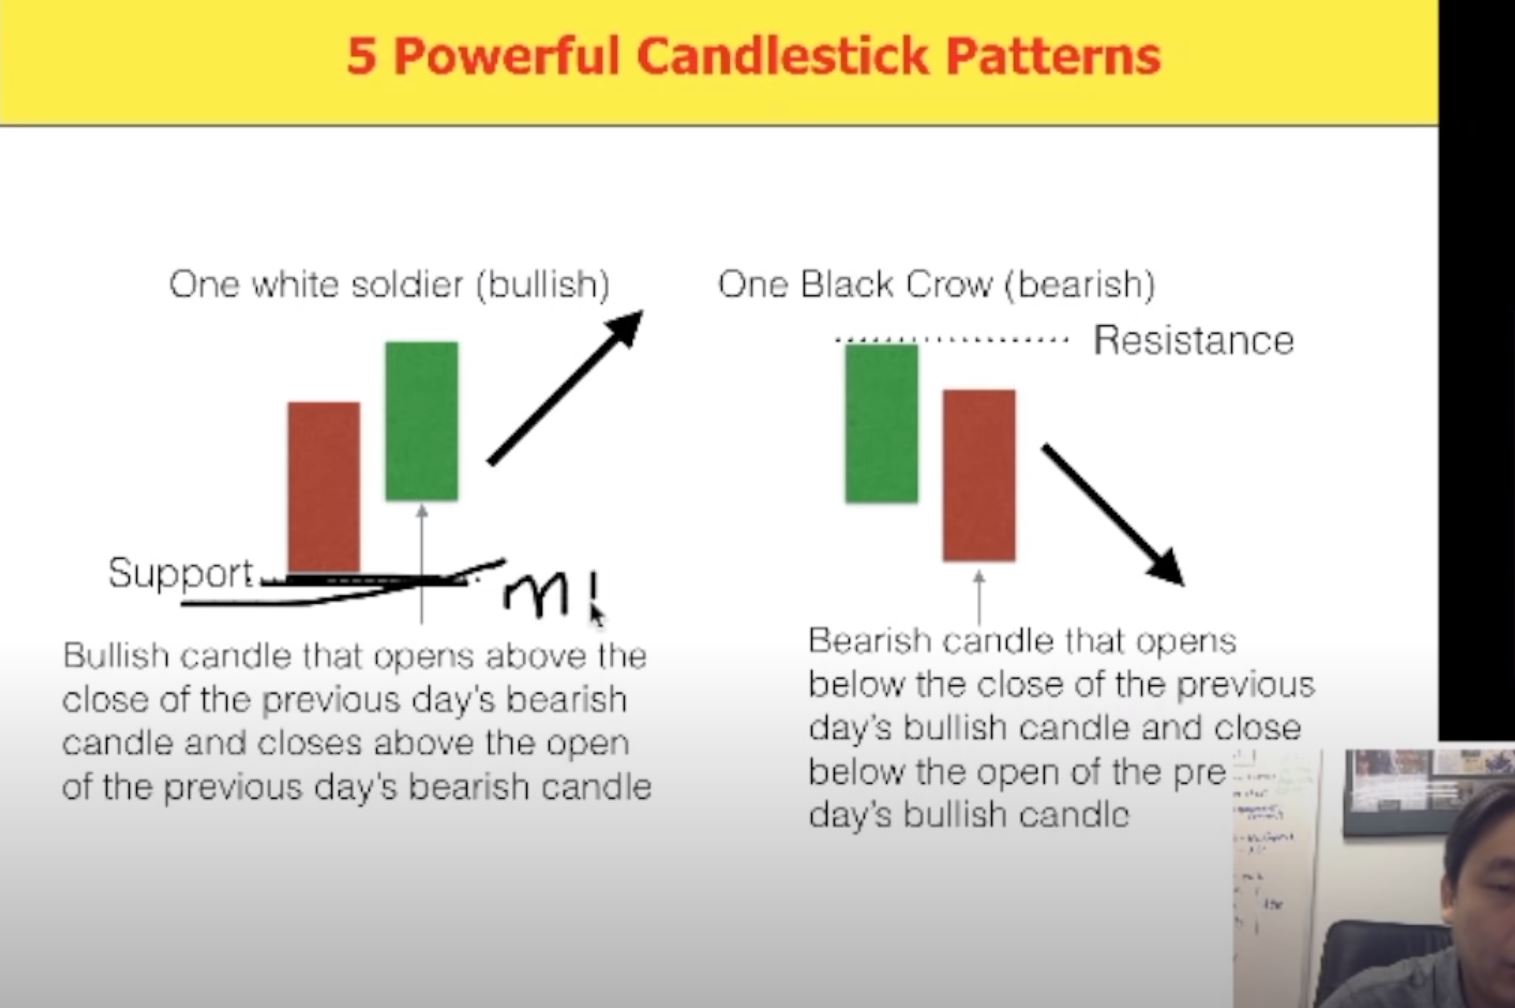 5 Powerful Candlestick Patterns
One white soldier (bullish)
Support
Bullish candle that opens above the
close of the previous day's bearish
candle and closes above the open
of the previous day's bearish candle
One Black Crow (bearish)
Resistance
Bearish candle that opens
below the close of the previous
day's bullish candle and close
below the open of the pre
day's bullish candle